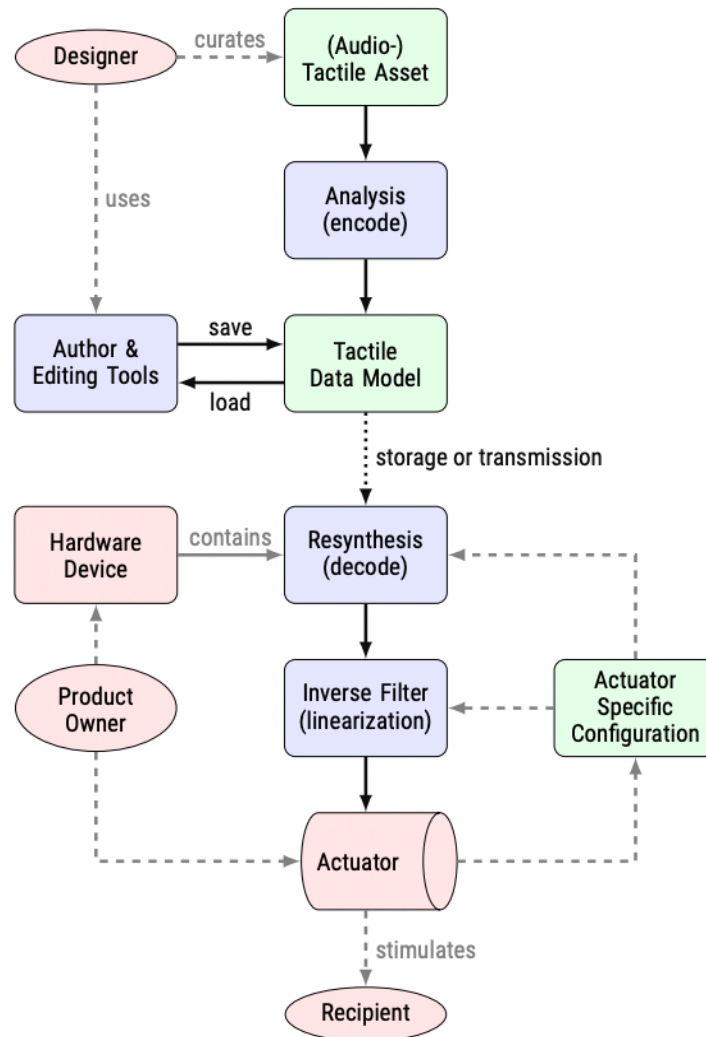 Designer
curates
(Audio-)
Tactile Asset
Analysis
(encode)
uses
Author &
Editing Tools
save
load
Tactile
Data Model
storage or transmission
Hardware
Device
contains
Resynthesis
(decode)
Product
Owner
Inverse Filter
(linearization)
Actuator
Specific
Configuration
Actuator
stimulates
Recipient